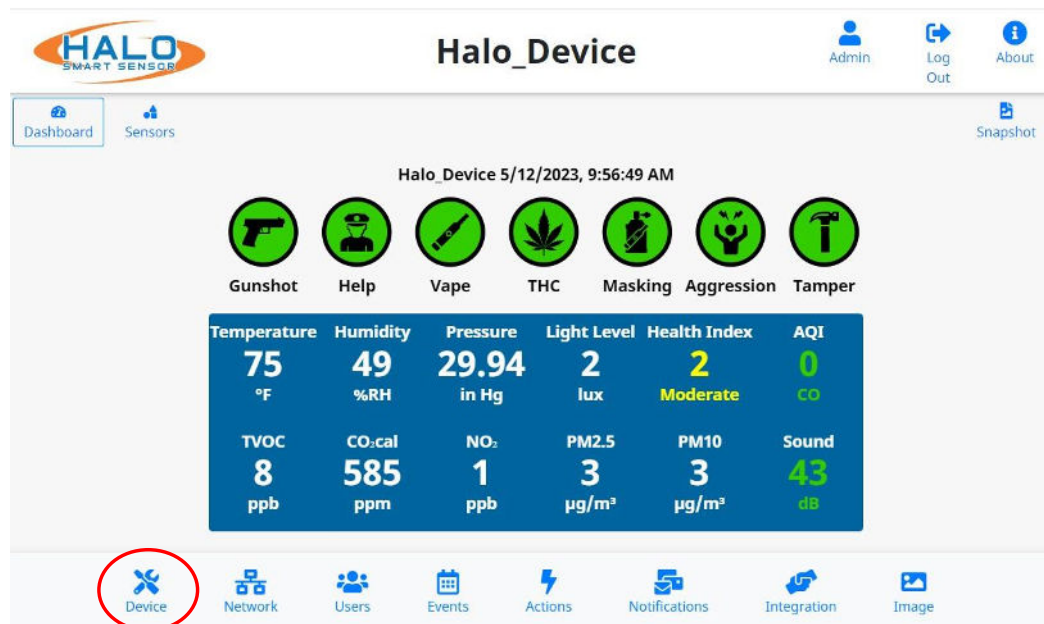 HALO
SMART SENSOR
Halo_Device
Admin
Log
Out
About
Dashboard
Sensors
Snapshot
Halo_Device 5/12/2023, 9:56:49 AM
Gunshot Help Vape THC Masking Aggression Tamper
Temperature Humidity Pressure Light Level Health Index AQI
75 49 29.94 2 2 0
°F %RH in Hg lux Moderate CO
TVOC CO₂cal NO₂ PM2.5 PM10 Sound
8 585 1 3 3 43
ppb ppm ppb µg/m³ µg/m³ dB
Device Network Users Events Actions Notifications Integration Image